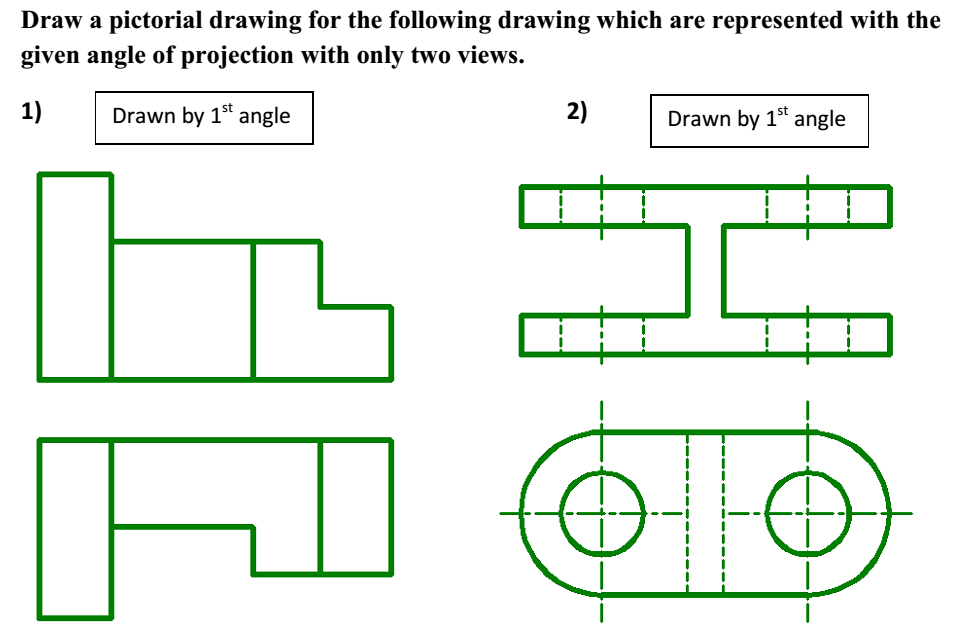 Draw a pictorial drawing for the following drawing which are represented with the
given angle of projection with only two views.
1)
Drawn by 1st angle
2)
Drawn by 1st angle